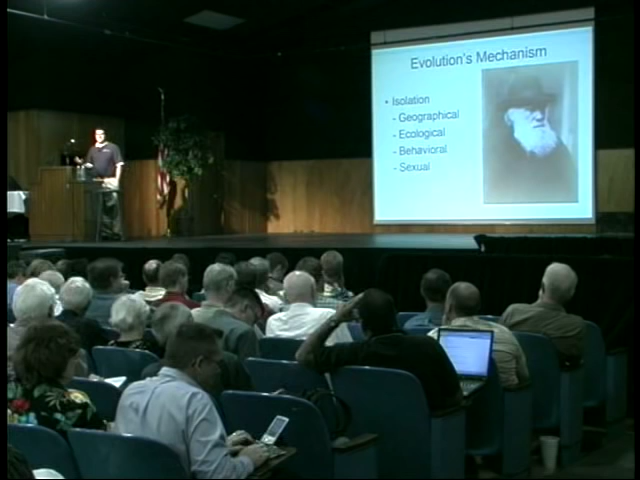 Evolution's Mechanism
• Isolation
- Geographical
- Ecological
- Behavioral
- Sexual